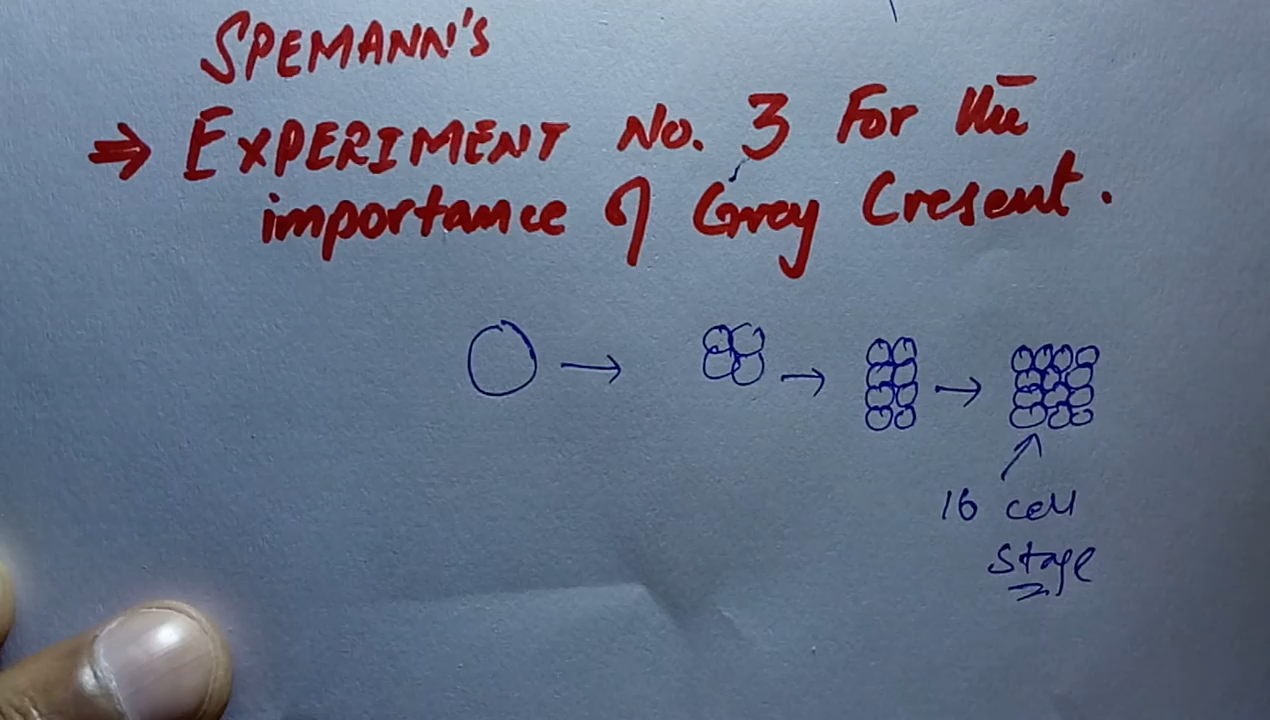 SPEMANN'S
⇒ EXPERIMENT No. 3 For the
importance of Grey Cresent.
16 cell
stage